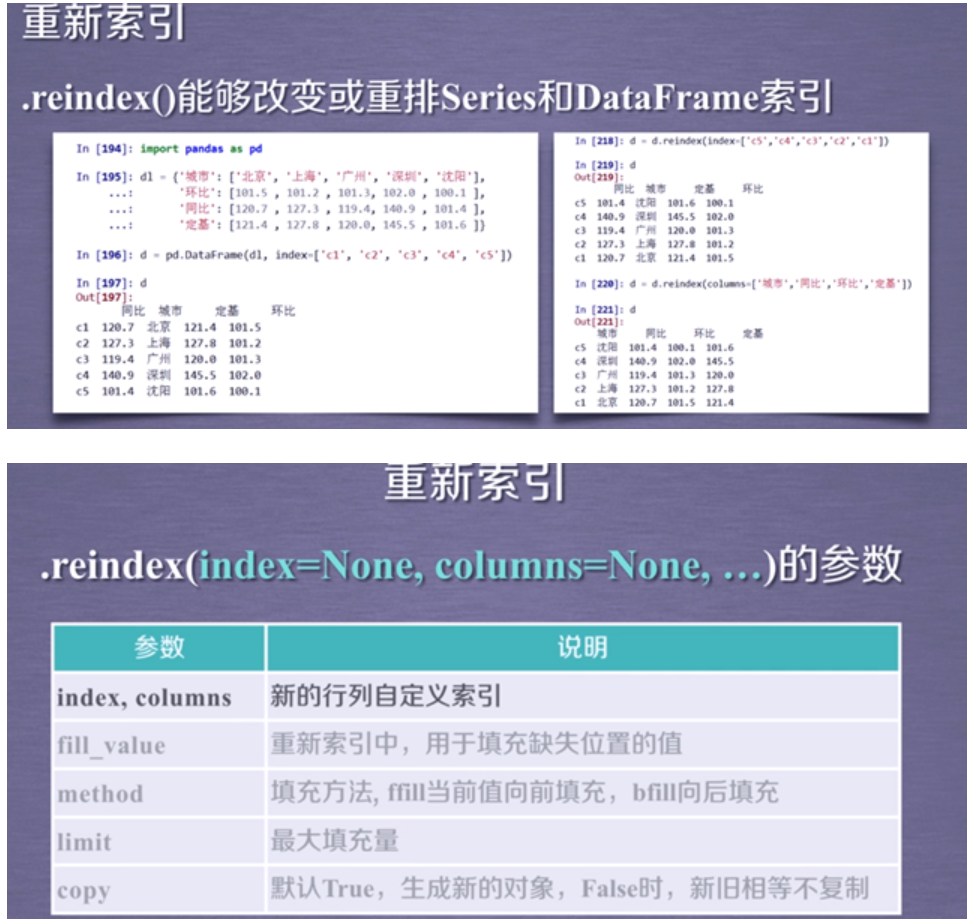 重新索引
.reindex()能够改变或重排Series和DataFrame索引
In [194]: import pandas as pd
In [195]: dl = {'城市': ['北京', '上海', '广州', '深圳', '沈阳'],
...: '环比': [101.5 , 101.2 , 101.3, 102.0 , 100.1 ],
...: '同比': [120.7 , 127.3 , 119.4, 140.9 , 101.4 ],
...: '定基': [121.4 , 127.8 , 120.0, 145.5 , 101.6 ]}
In [196]: d = pd.DataFrame(dl, index=['c1', 'c2', 'c3', 'c4', 'c5'])
In [197]: d
Out[197]:
同比 城市 定基 环比
c1 120.7 北京 121.4 101.5
c2 127.3 上海 127.8 101.2
c3 119.4 广州 120.0 101.3
c4 140.9 深圳 145.5 102.0
c5 101.4 沈阳 101.6 100.1
In [218]: d = d.reindex(index=['c5','c4','c3','c2','c1'])
In [219]: d
Out[219]:
同比 城市 定基 环比
c5 101.4 沈阳 101.6 100.1
c4 140.9 深圳 145.5 102.0
c3 119.4 广州 120.0 101.3
c2 127.3 上海 127.8 101.2
c1 120.7 北京 121.4 101.5
In [220]: d = d.reindex(columns=['城市','同比','环比','定基'])
In [221]: d
Out[221]:
城市 同比 环比 定基
c5 沈阳 101.4 100.1 101.6
c4 深圳 140.9 102.0 145.5
c3 广州 119.4 101.3 120.0
c2 上海 127.3 101.2 127.8
c1 北京 120.7 101.5 121.4
重新索引
.reindex(index=None, columns=None, …)的参数
参数 说明
index, columns 新的行列自定义索引
fill_value 重新索引中，用于填充缺失位置的值
method 填充方法, ffill当前值向前填充，bfill向后填充
limit 最大填充量
copy 默认True，生成新的对象，False时，新旧相等不复制